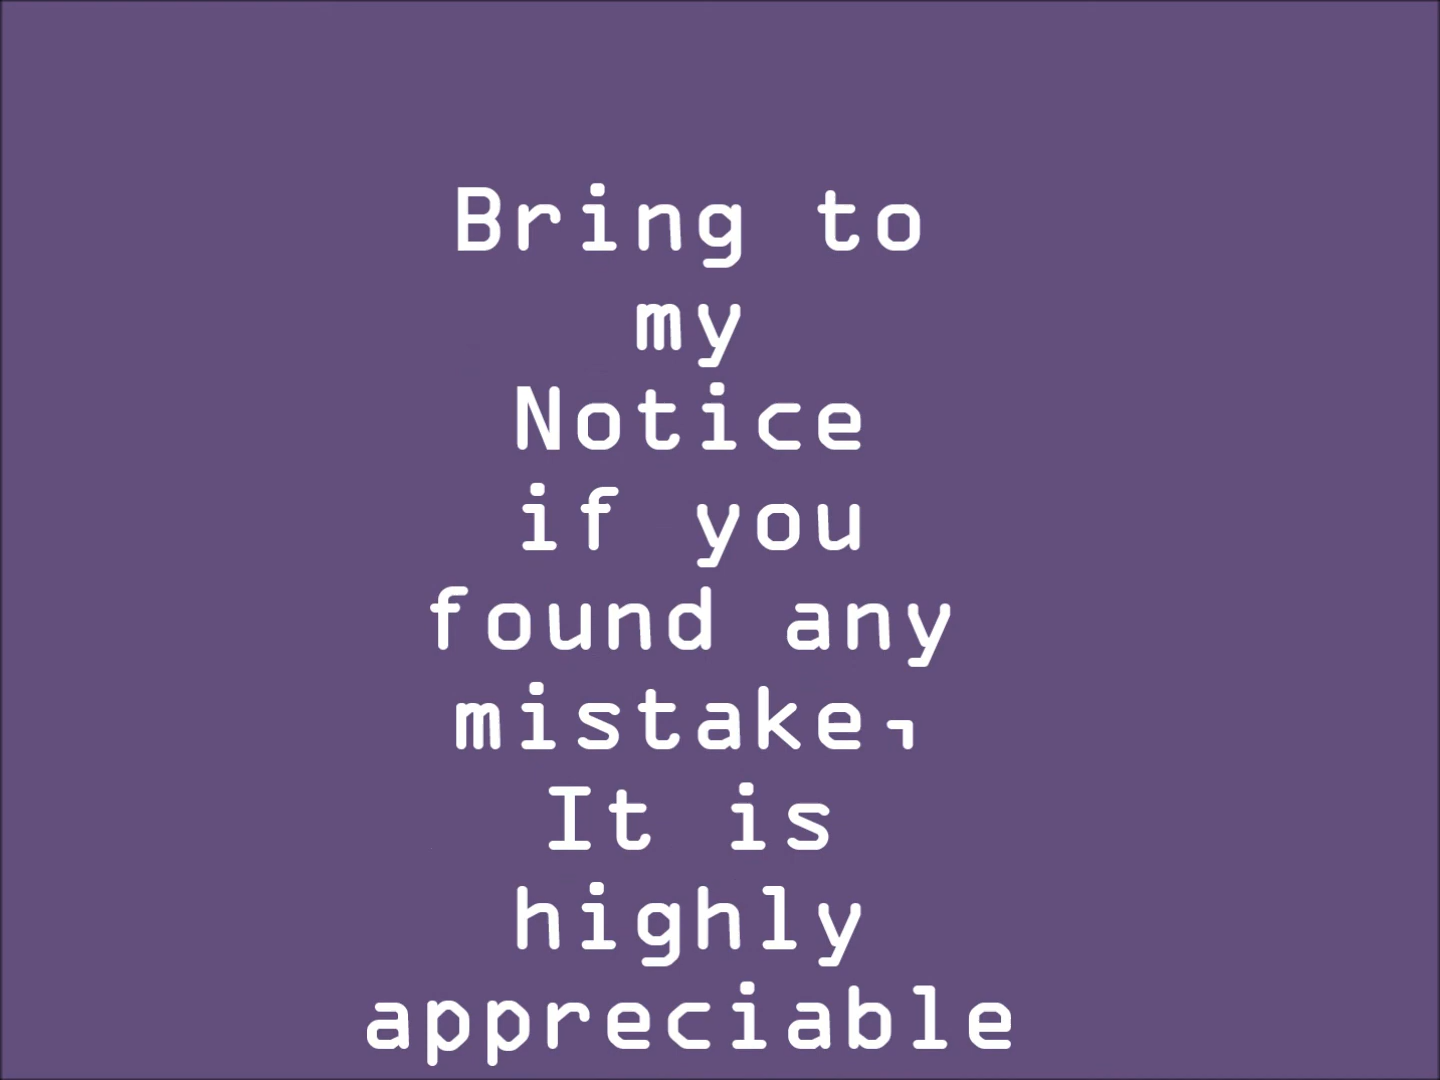 Bring to
my
Notice
if you
found any
mistake,
It is
highly
appreciable